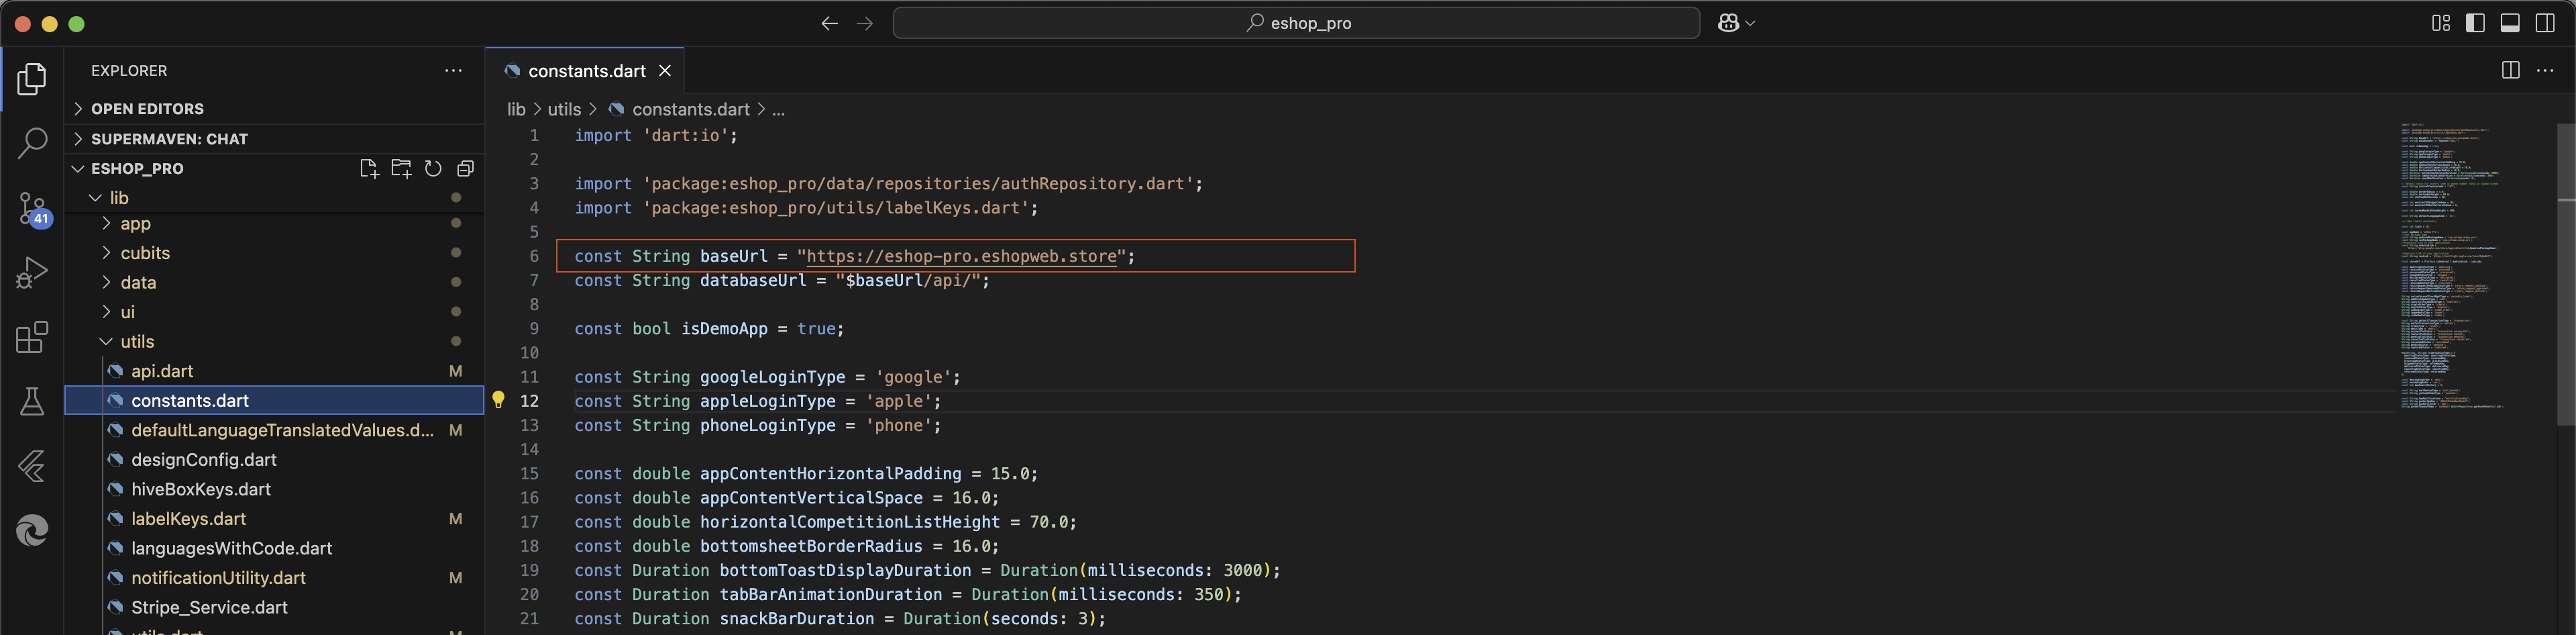 eshop_pro
EXPLORER
OPEN EDITORS
SUPERMAVEN: CHAT
ESHOP_PRO
lib
app
cubits
data
ui
utils
api.dart M
constants.dart
defaultLanguageTranslatedValues.d... M
designConfig.dart
hiveBoxKeys.dart
labelKeys.dart M
languagesWithCode.dart
notificationUtility.dart M
Stripe_Service.dart
41
constants.dart
lib > utils > constants.dart > ...
1 import 'dart:io';
2
3 import 'package:eshop_pro/data/repositories/authRepository.dart';
4 import 'package:eshop_pro/utils/labelKeys.dart';
5
6 const String baseUrl = "https://eshop-pro.eshopweb.store";
7 const String databaseUrl = "$baseUrl/api/";
8
9 const bool isDemoApp = true;
10
11 const String googleLoginType = 'google';
12 const String appleLoginType = 'apple';
13 const String phoneLoginType = 'phone';
14
15 const double appContentHorizontalPadding = 15.0;
16 const double appContentVerticalSpace = 16.0;
17 const double horizontalCompetitionListHeight = 70.0;
18 const double bottomsheetBorderRadius = 16.0;
19 const Duration bottomToastDisplayDuration = Duration(milliseconds: 3000);
20 const Duration tabBarAnimationDuration = Duration(milliseconds: 350);
21 const Duration snackBarDuration = Duration(seconds: 3);